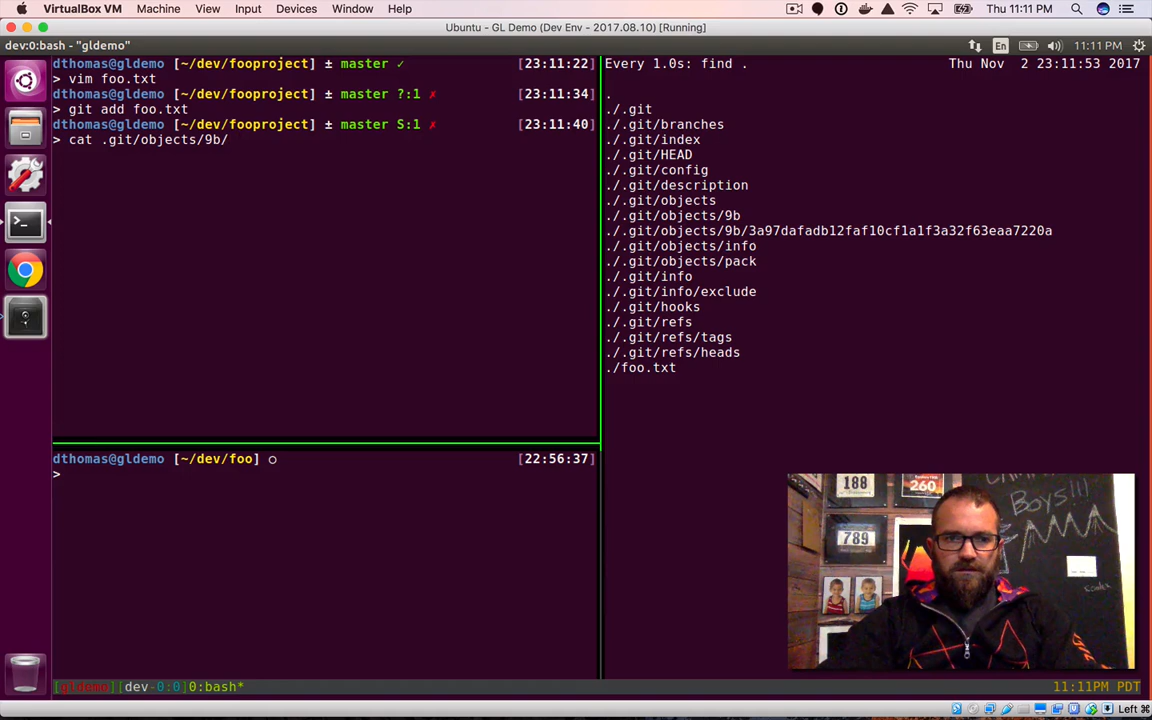 VirtualBox VM Machine View Input Devices Window Help
Thu 11:11 PM
Ubuntu - GL Demo (Dev Env - 2017.08.10) [Running]
dev:0:bash - "gldemo"
En
11:11 PM
dthomas@gldemo [~/dev/fooproject] ± master ✓ [23:11:22]
> vim foo.txt
dthomas@gldemo [~/dev/fooproject] ± master ?:1 ✗ [23:11:34]
> git add foo.txt
dthomas@gldemo [~/dev/fooproject] ± master S:1 ✗ [23:11:40]
> cat .git/objects/9b/
Every 1.0s: find . Thu Nov 2 23:11:53 2017
.
./.git
./.git/branches
./.git/index
./.git/HEAD
./.git/config
./.git/description
./.git/objects
./.git/objects/9b
./.git/objects/9b/3a97dafadb12faf10cf1a1f3a32f63eaa7220a
./.git/objects/info
./.git/objects/pack
./.git/info
./.git/info/exclude
./.git/hooks
./.git/refs
./.git/refs/tags
./.git/refs/heads
./foo.txt
dthomas@gldemo [~/dev/foo] ○ [22:56:37]
>
188
260
789
Boys!!!
[gldemo][dev-0:0]0:bash*
11:11PM PDT
Left ⌘